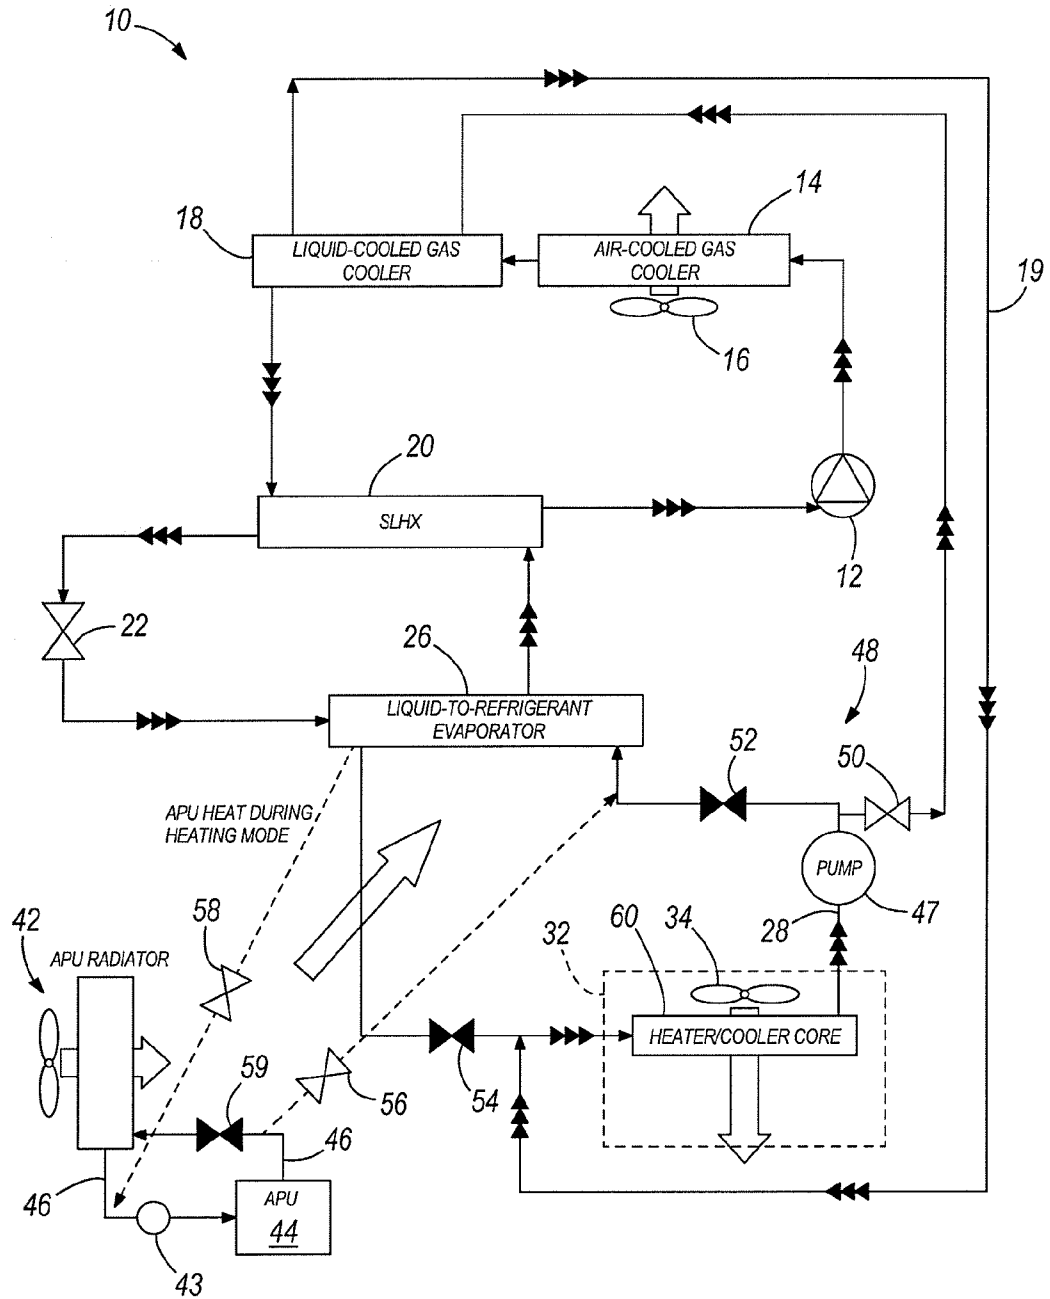 10
14
18
LIQUID-COOLED GAS
COOLER
AIR-COOLED GAS
COOLER
19
16
20
SLHX
12
22
26
48
LIQUID-TO-REFRIGERANT
EVAPORATOR
52
50
APU HEAT DURING
HEATING MODE
PUMP
58
42
60
34
28
47
32
APU RADIATOR
HEATER/COOLER CORE
59
56
54
46
46
APU
44
43